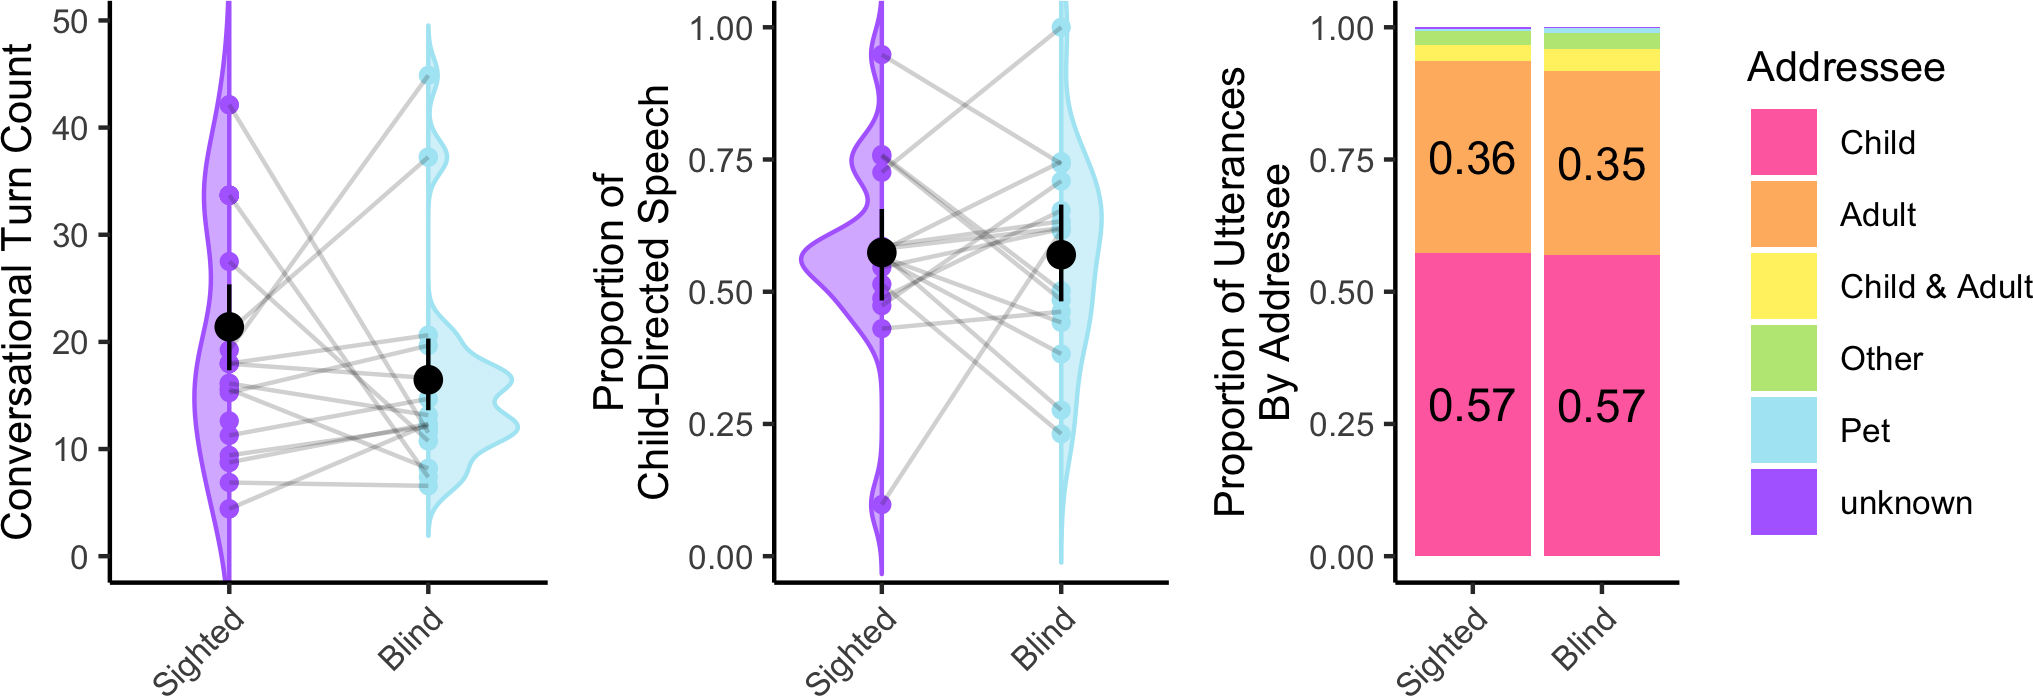 Conversational Turn Count
50
40
30
20
10
0
Sighted
Blind
Proportion of
Child-Directed Speech
1.00
0.75
0.50
0.25
0.00
Sighted
Blind
Proportion of Utterances
By Addressee
1.00
0.75
0.50
0.25
0.00
0.36
0.35
0.57
0.57
Sighted
Blind
Addressee
Child
Adult
Child & Adult
Other
Pet
unknown